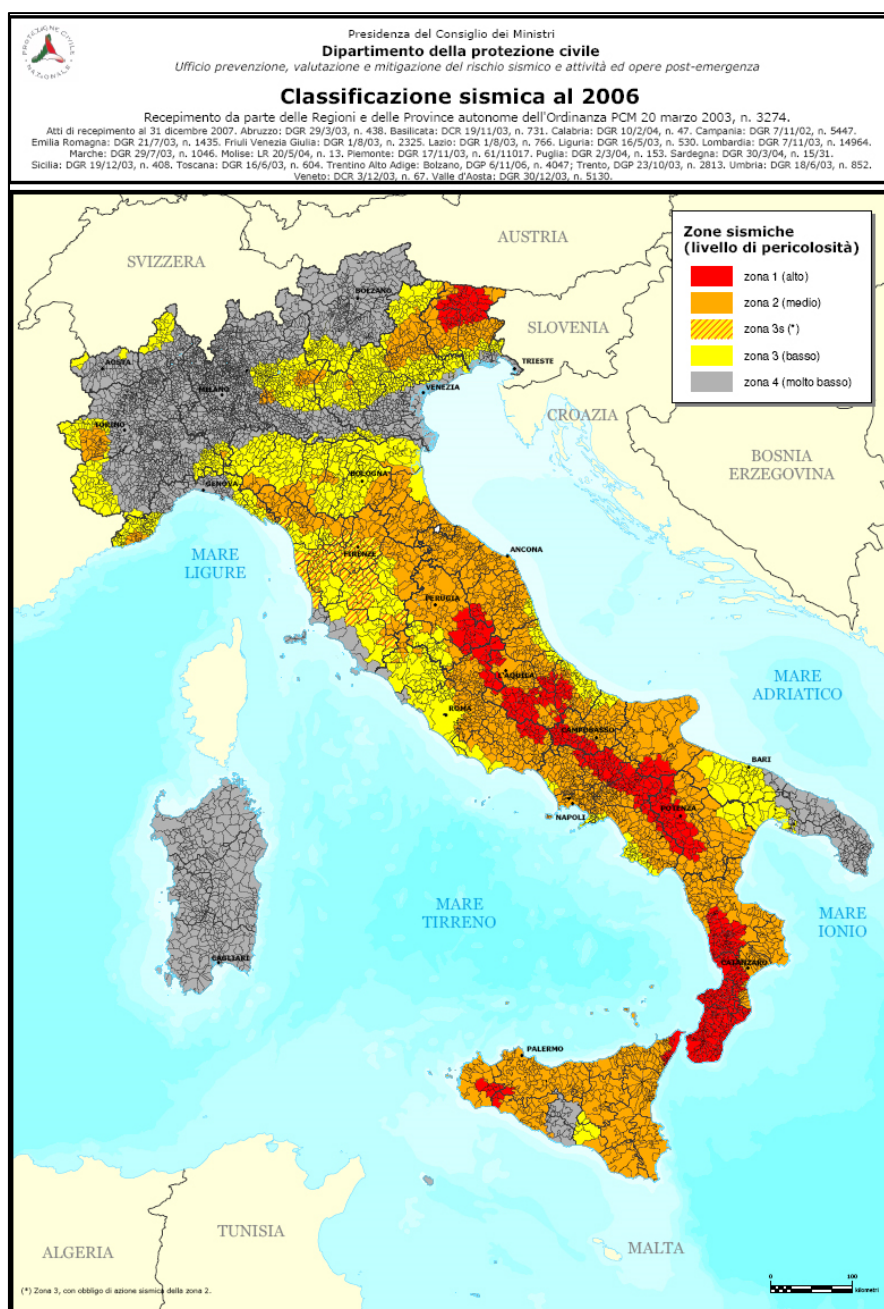 PROTEZIONE CIVILE
NAZIONALE
Presidenza del Consiglio dei Ministri
Dipartimento della protezione civile
Ufficio prevenzione, valutazione e mitigazione del rischio sismico e attività ed opere post-emergenza
Classificazione sismica al 2006
Recepimento da parte delle Regioni e delle Province autonome dell'Ordinanza PCM 20 marzo 2003, n. 3274.
Atti di recepimento al 31 dicembre 2007. Abruzzo: DGR 29/3/03, n. 438. Basilicata: DCR 19/11/03, n. 731. Calabria: DGR 10/2/04, n. 47. Campania: DGR 7/11/02, n. 5447.
Emilia Romagna: DGR 21/7/03, n. 1435. Friuli Venezia Giulia: DGR 1/8/03, n. 2325. Lazio: DGR 1/8/03, n. 766. Liguria: DGR 16/5/03, n. 530. Lombardia: DGR 7/11/03, n. 14964.
Marche: DGR 29/7/03, n. 1046. Molise: LR 20/5/04, n. 13. Piemonte: DGR 17/11/03, n. 61/11017. Puglia: DGR 2/3/04, n. 153. Sardegna: DGR 30/3/04, n. 15/31.
Sicilia: DGR 19/12/03, n. 408. Toscana: DGR 16/6/03, n. 604. Trentino Alto Adige: Bolzano, DGP 6/11/06, n. 4047; Trento, DGP 23/10/03, n. 2813. Umbria: DGR 18/6/03, n. 852.
Veneto: DCR 3/12/03, n. 67. Valle d'Aosta: DGR 30/12/03, n. 5130.
Zone sismiche
(livello di pericolosità)
zona 1 (alto)
zona 2 (medio)
zona 3s (*)
zona 3 (basso)
zona 4 (molto basso)
AUSTRIA
SVIZZERA
BOLZANO
SLOVENIA
AOSTA
TRIESTE
MILANO
VENEZIA
CROAZIA
TORINO
BOSNIA
ERZEGOVINA
BOLOGNA
GENOVA
MARE
LIGURE
FIRENZE
ANCONA
PERUGIA
L'AQUILA
MARE
ADRIATICO
ROMA
CAMPOBASSO
BARI
NAPOLI
POTENZA
MARE
TIRRENO
MARE
IONIO
CAGLIARI
CATANZARO
PALERMO
TUNISIA
ALGERIA
MALTA
(*) Zona 3, con obbligo di azione sismica della zona 2.
0 100
kilometri